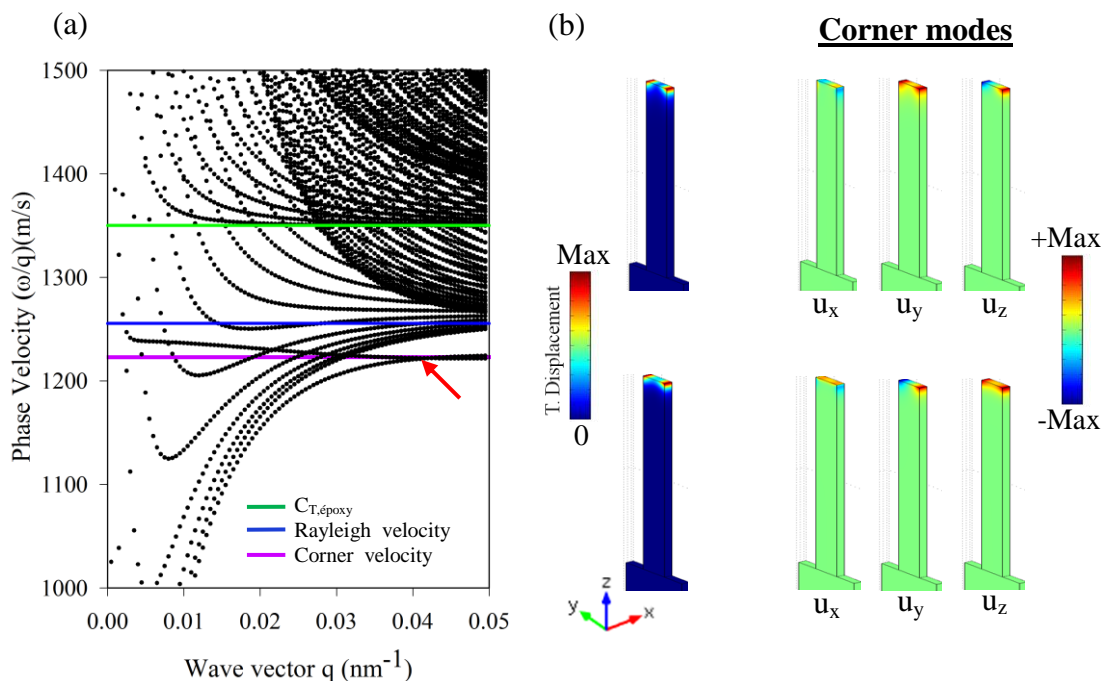 (a)
(b)
Corner modes
1500
1400
1300
1200
1100
1000
Phase Velocity (ω/q)(m/s)
0.00 0.01 0.02 0.03 0.04 0.05
Wave vector q (nm-1)
CT,époxy
Rayleigh velocity
Corner velocity
Max
T. Displacement
0
ux uy uz
+Max
-Max
ux uy uz
z
y
x